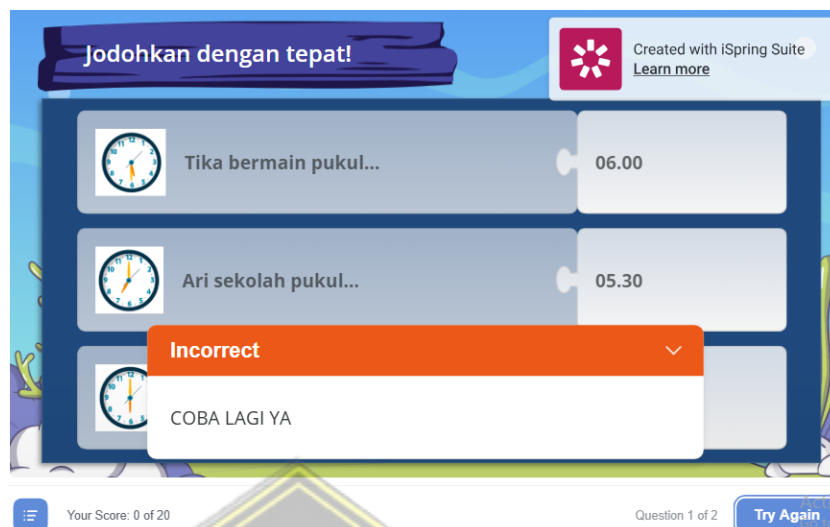 Jodohkan dengan tepat!
Created with iSpring Suite
Learn more
Tika bermain pukul...
06.00
Ari sekolah pukul...
05.30
Incorrect
COBA LAGI YA
Your Score: 0 of 20
Question 1 of 2
Try Again